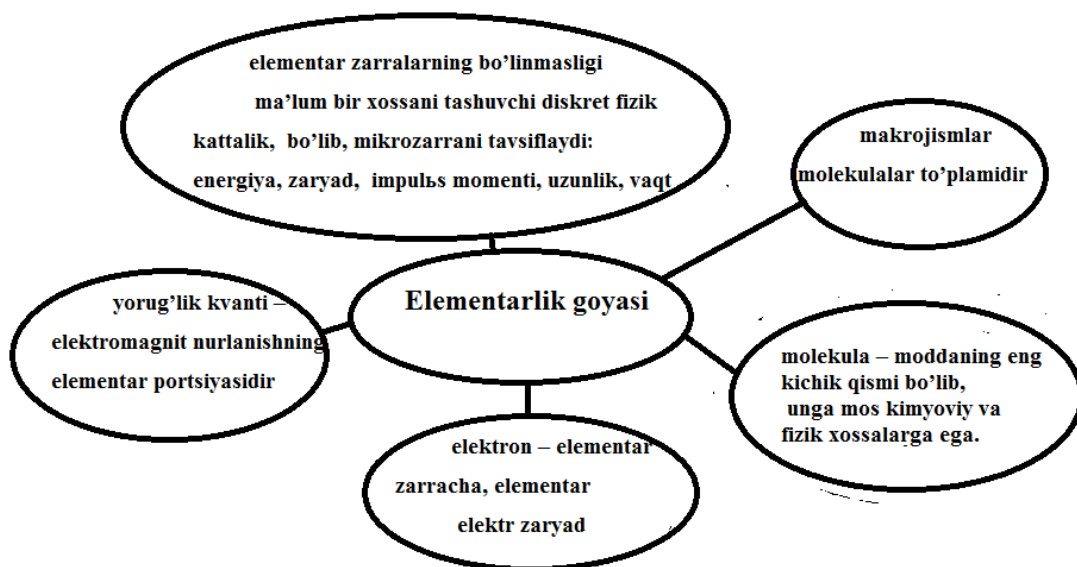 elementar zarralarning bo’linmasligi
ma’lum bir xossani tashuvchi diskret fizik
kattalik, bo’lib, mikrozarrani tavsiflaydi:
energiya, zaryad, impulьs momenti, uzunlik, vaqt
makrojismlar
molekulalar to’plamidir
Elementarlik goyasi
yorug’lik kvanti –
elektromagnit nurlanishning
elementar portsiyasidir
molekula – moddaning eng
kichik qismi bo’lib,
unga mos kimyoviy va
fizik xossalarga ega.
elektron – elementar
zarracha, elementar
elektr zaryad